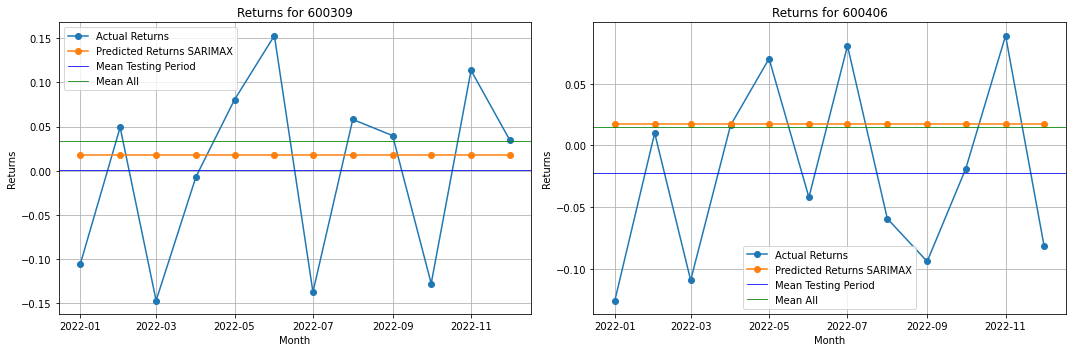 Returns for 600309
Actual Returns
Predicted Returns SARIMAX
Mean Testing Period
Mean All
0.15
0.10
0.05
0.00
−0.05
−0.10
−0.15
Returns
2022-01 2022-03 2022-05 2022-07 2022-09 2022-11
Month
Returns for 600406
0.05
0.00
−0.05
−0.10
Returns
Actual Returns
Predicted Returns SARIMAX
Mean Testing Period
Mean All
2022-01 2022-03 2022-05 2022-07 2022-09 2022-11
Month